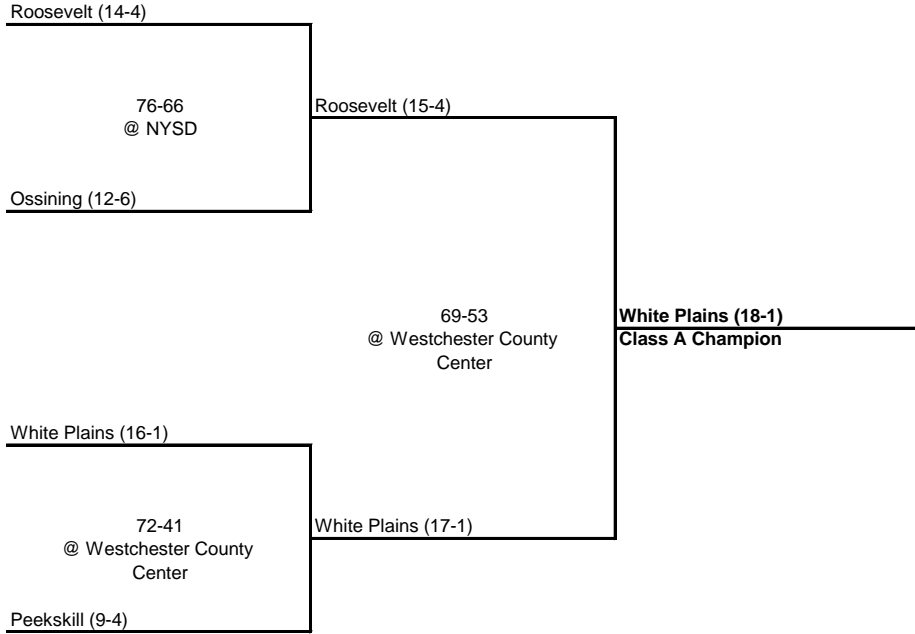 Roosevelt (14-4)
76-66
@ NYSD
Roosevelt (15-4)
Ossining (12-6)
69-53
@ Westchester County
Center
White Plains (18-1)
Class A Champion
White Plains (16-1)
72-41
@ Westchester County
Center
White Plains (17-1)
Peekskill (9-4)